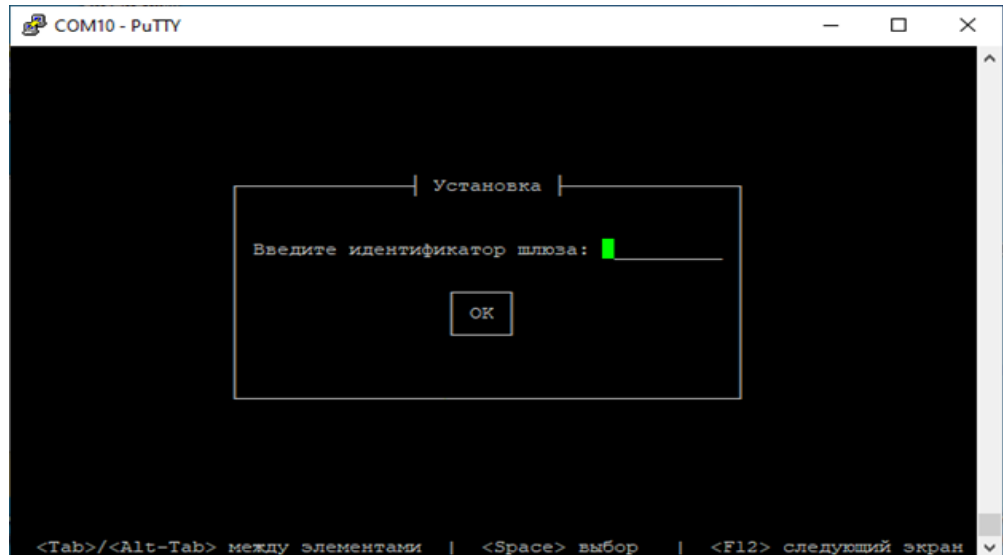 COM10 - PuTTY
Установка
Введите идентификатор шлюза:
OK
<Tab>/<Alt-Tab> между элементами | <Space> выбор | <F12> следующий экран